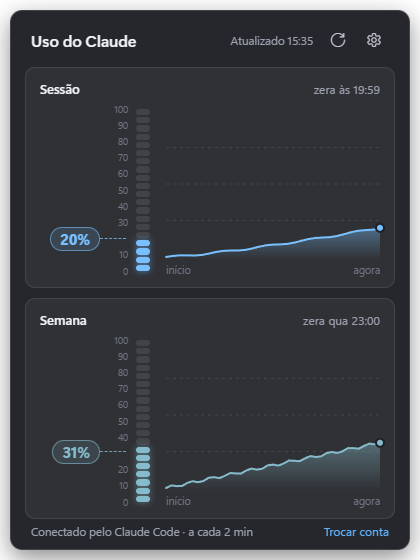 Uso do Claude
Atualizado 15:35
Sessão
zera às 19:59
100
90
80
70
60
50
40
30
20%
10
0
início
agora
Semana
zera qua 23:00
100
90
80
70
60
50
40
31%
20
10
0
início
agora
Conectado pelo Claude Code · a cada 2 min
Trocar conta